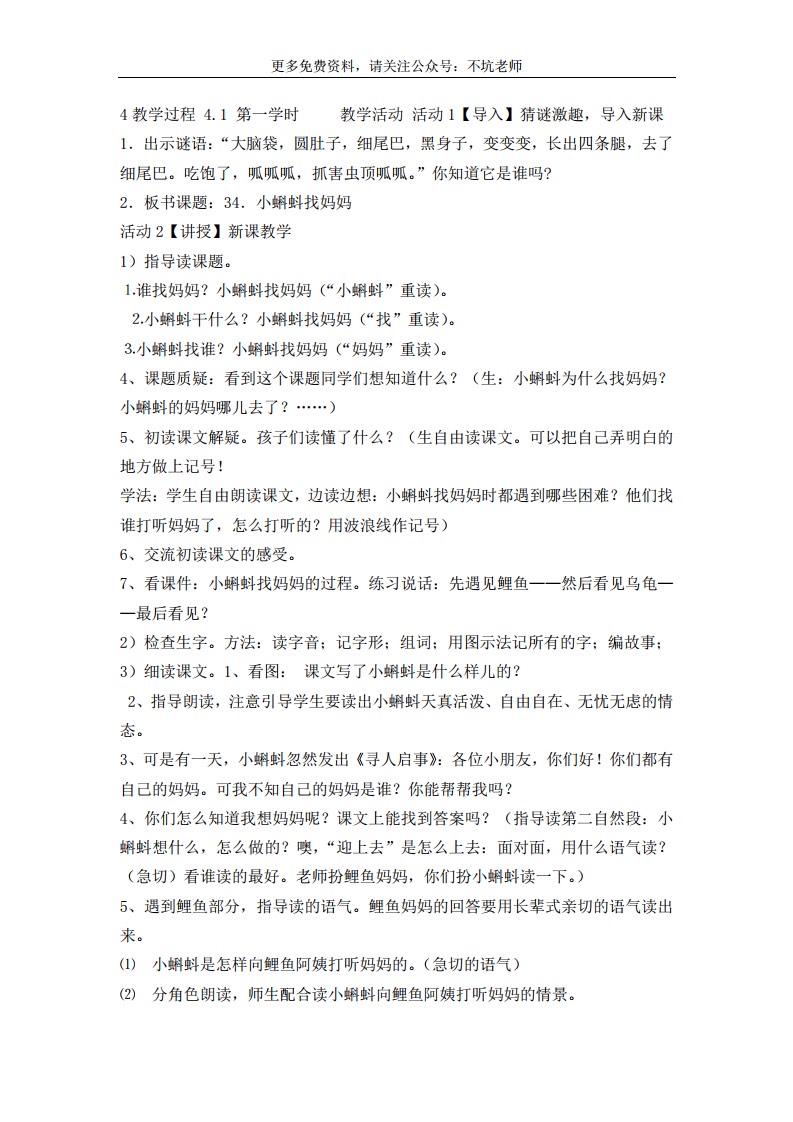 更多免费资料，请关注公众号：不坑老师
4 教学过程 4.1 第一学时 教学活动 活动 1【导入】猜谜激趣，导入新课
1．出示谜语：“大脑袋，圆肚子，细尾巴，黑身子，变变变，长出四条腿，去了
细尾巴。吃饱了，呱呱呱，抓害虫顶呱呱。”你知道它是谁吗?
2．板书课题：34．小蝌蚪找妈妈
活动 2【讲授】新课教学
1）指导读课题。
⒈谁找妈妈？小蝌蚪找妈妈（“小蝌蚪”重读）。
⒉小蝌蚪干什么？小蝌蚪找妈妈（“找”重读）。
⒊小蝌蚪找谁？小蝌蚪找妈妈（“妈妈”重读）。
4、课题质疑：看到这个课题同学们想知道什么？（生：小蝌蚪为什么找妈妈？
小蝌蚪的妈妈哪儿去了？……）
5、初读课文解疑。孩子们读懂了什么？（生自由读课文。可以把自己弄明白的
地方做上记号！
学法：学生自由朗读课文，边读边想：小蝌蚪找妈妈时都遇到哪些困难？他们找
谁打听妈妈了，怎么打听的？用波浪线作记号）
6、交流初读课文的感受。
7、看课件：小蝌蚪找妈妈的过程。练习说话：先遇见鲤鱼——然后看见乌龟—
—最后看见？
2）检查生字。方法：读字音；记字形；组词；用图示法记所有的字；编故事；
3）细读课文。1、看图： 课文写了小蝌蚪是什么样儿的？
2、指导朗读，注意引导学生要读出小蝌蚪天真活泼、自由自在、无忧无虑的情
态。
3、可是有一天，小蝌蚪忽然发出《寻人启事》：各位小朋友，你们好！你们都有
自己的妈妈。可我不知自己的妈妈是谁？你能帮帮我吗？
4、你们怎么知道我想妈妈呢？课文上能找到答案吗？（指导读第二自然段：小
蝌蚪想什么，怎么做的？噢，“迎上去”是怎么上去：面对面，用什么语气读？
（急切）看谁读的最好。老师扮鲤鱼妈妈，你们扮小蝌蚪读一下。）
5、遇到鲤鱼部分，指导读的语气。鲤鱼妈妈的回答要用长辈式亲切的语气读出
来。
⑴ 小蝌蚪是怎样向鲤鱼阿姨打听妈妈的。（急切的语气）
⑵ 分角色朗读，师生配合读小蝌蚪向鲤鱼阿姨打听妈妈的情景。